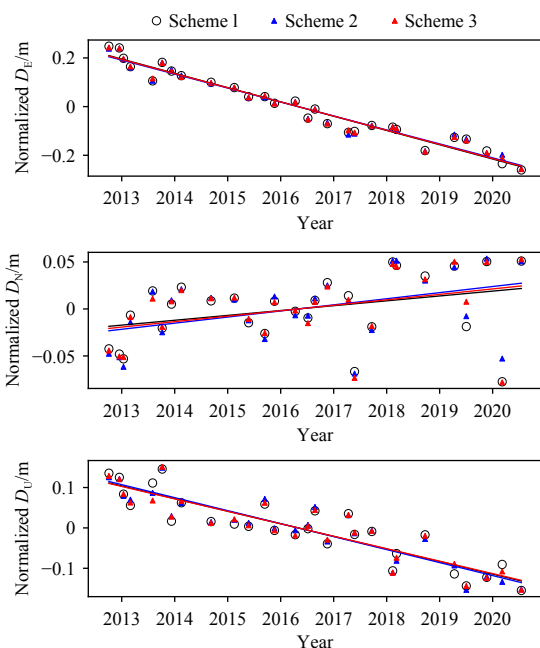 Scheme 1 Scheme 2 Scheme 3
Normalized D_E/m
0.2
0
−0.2
2013 2014 2015 2016 2017 2018 2019 2020
Year
Normalized D_N/m
0.05
0
−0.05
2013 2014 2015 2016 2017 2018 2019 2020
Year
Normalized D_U/m
0.1
0
−0.1
2013 2014 2015 2016 2017 2018 2019 2020
Year